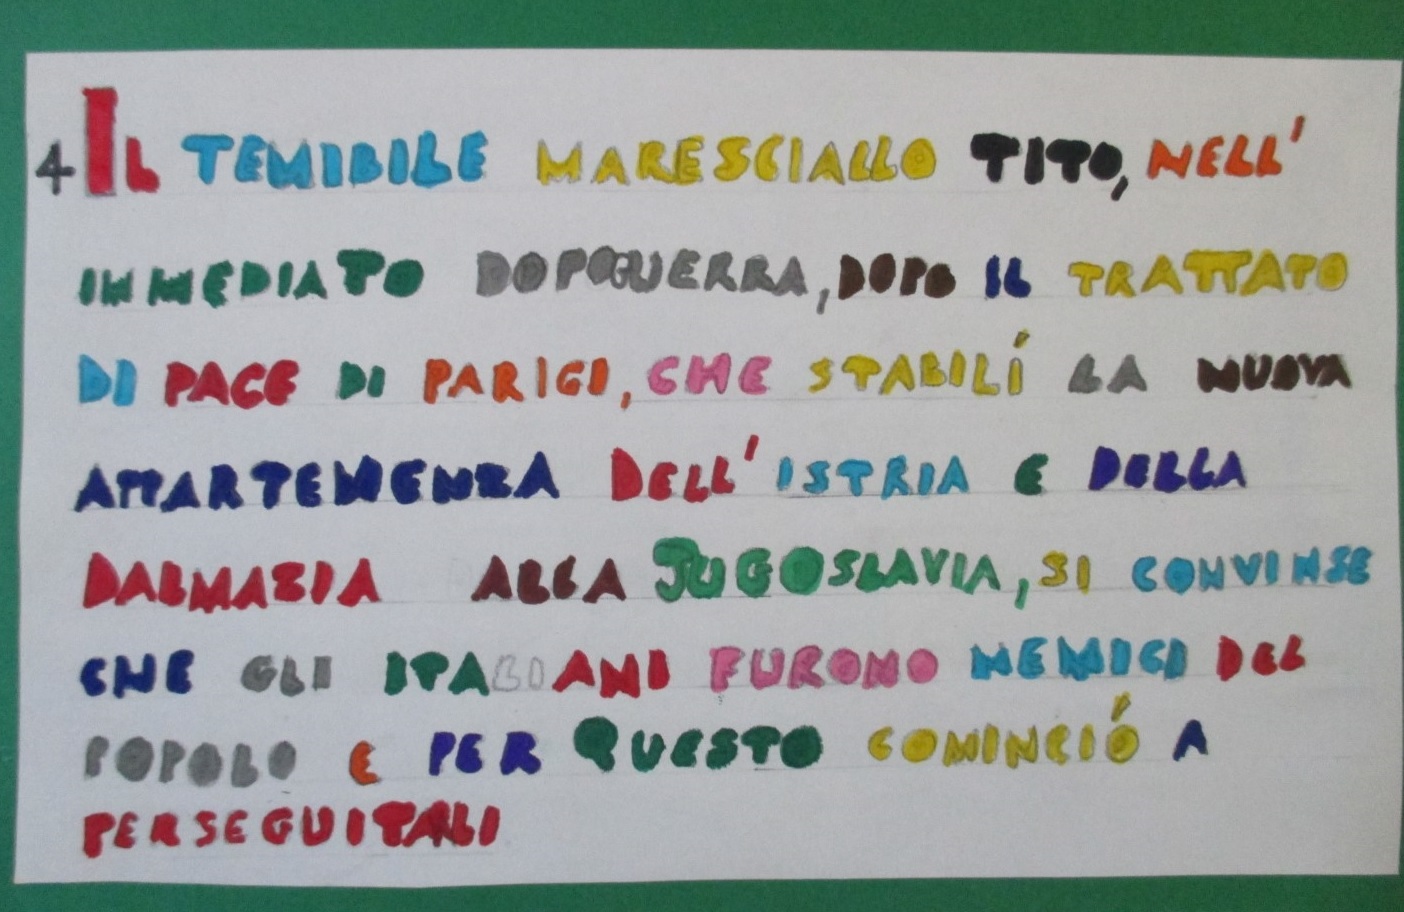 4 IL TEMIBILE MARESCIALLO TITO, NELL'
IMMEDIATO DOPOGUERRA, DOPO IL TRATTATO
DI PACE DI PARIGI, CHE STABILÍ LA NUOVA
APPARTENENZA DELL'ISTRIA E DELLA
DALMAZIA ALLA JUGOSLAVIA, SI CONVINSE
CHE GLI ITALIANI FURONO NEMICI DEL
POPOLO E PER QUESTO COMINCIÓ A
PERSEGUITALI